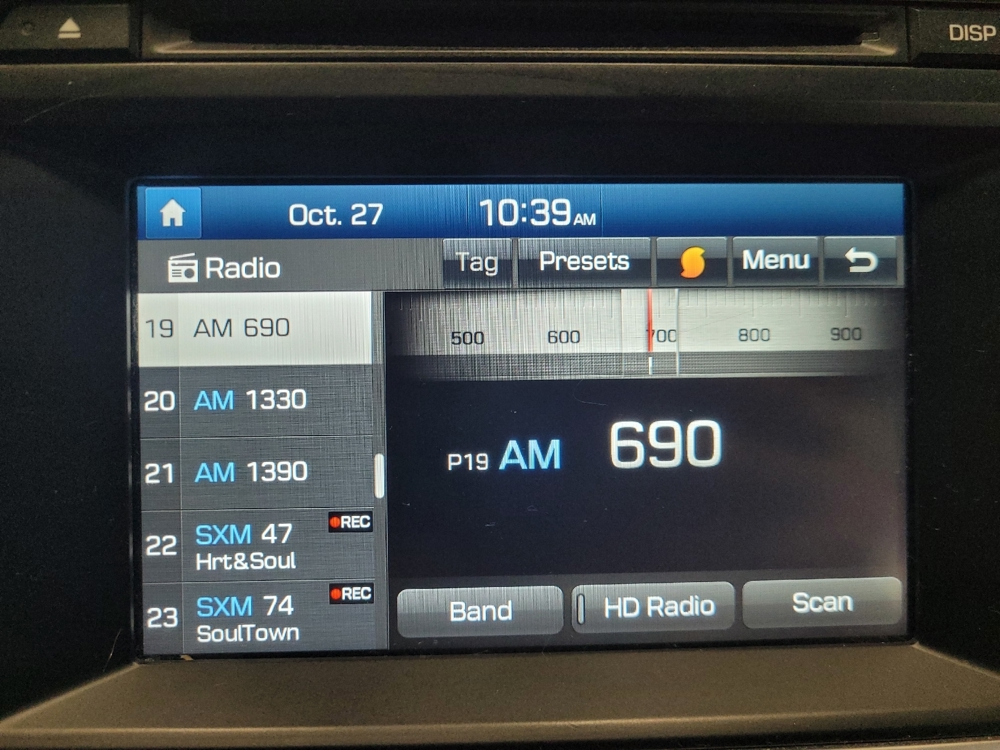 DISP
Oct. 27 10:39 AM
Radio Tag Presets Menu
19 AM 690
20 AM 1330
21 AM 1390
22 SXM 47 REC
Hrt&Soul
23 SXM 74 REC
SoulTown
500 600 700 800 900
P19 AM 690
Band HD Radio Scan